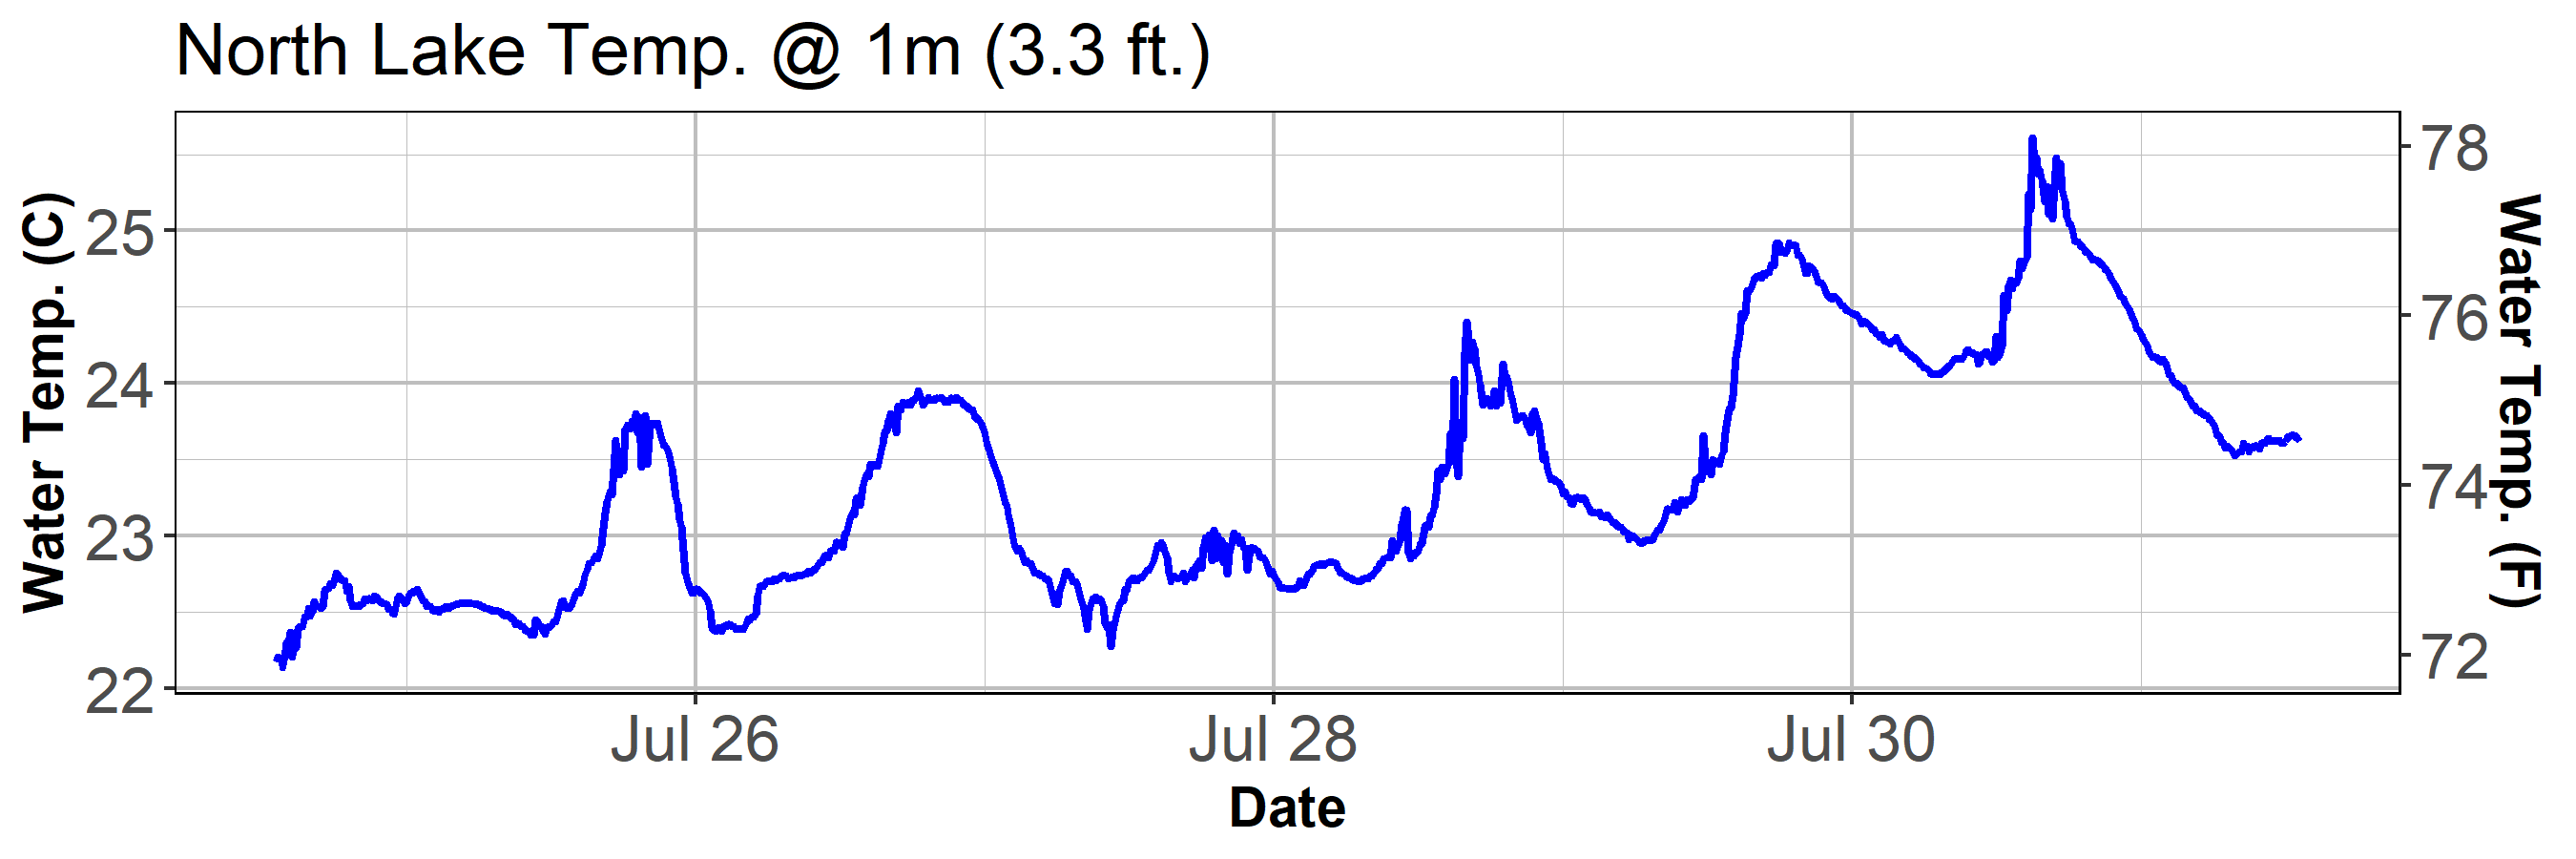 North Lake Temp. @ 1m (3.3 ft.)
Water Temp. (C)
25
24
23
22
78
76
74
72
Water Temp. (F)
Jul 26 Jul 28 Jul 30
Date